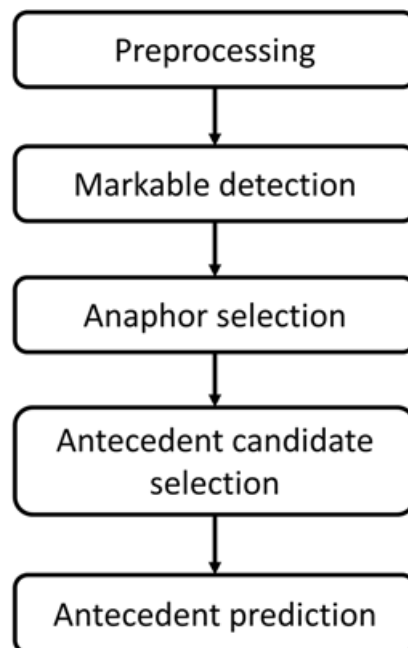 Preprocessing
Markable detection
Anaphor selection
Antecedent candidate
selection
Antecedent prediction